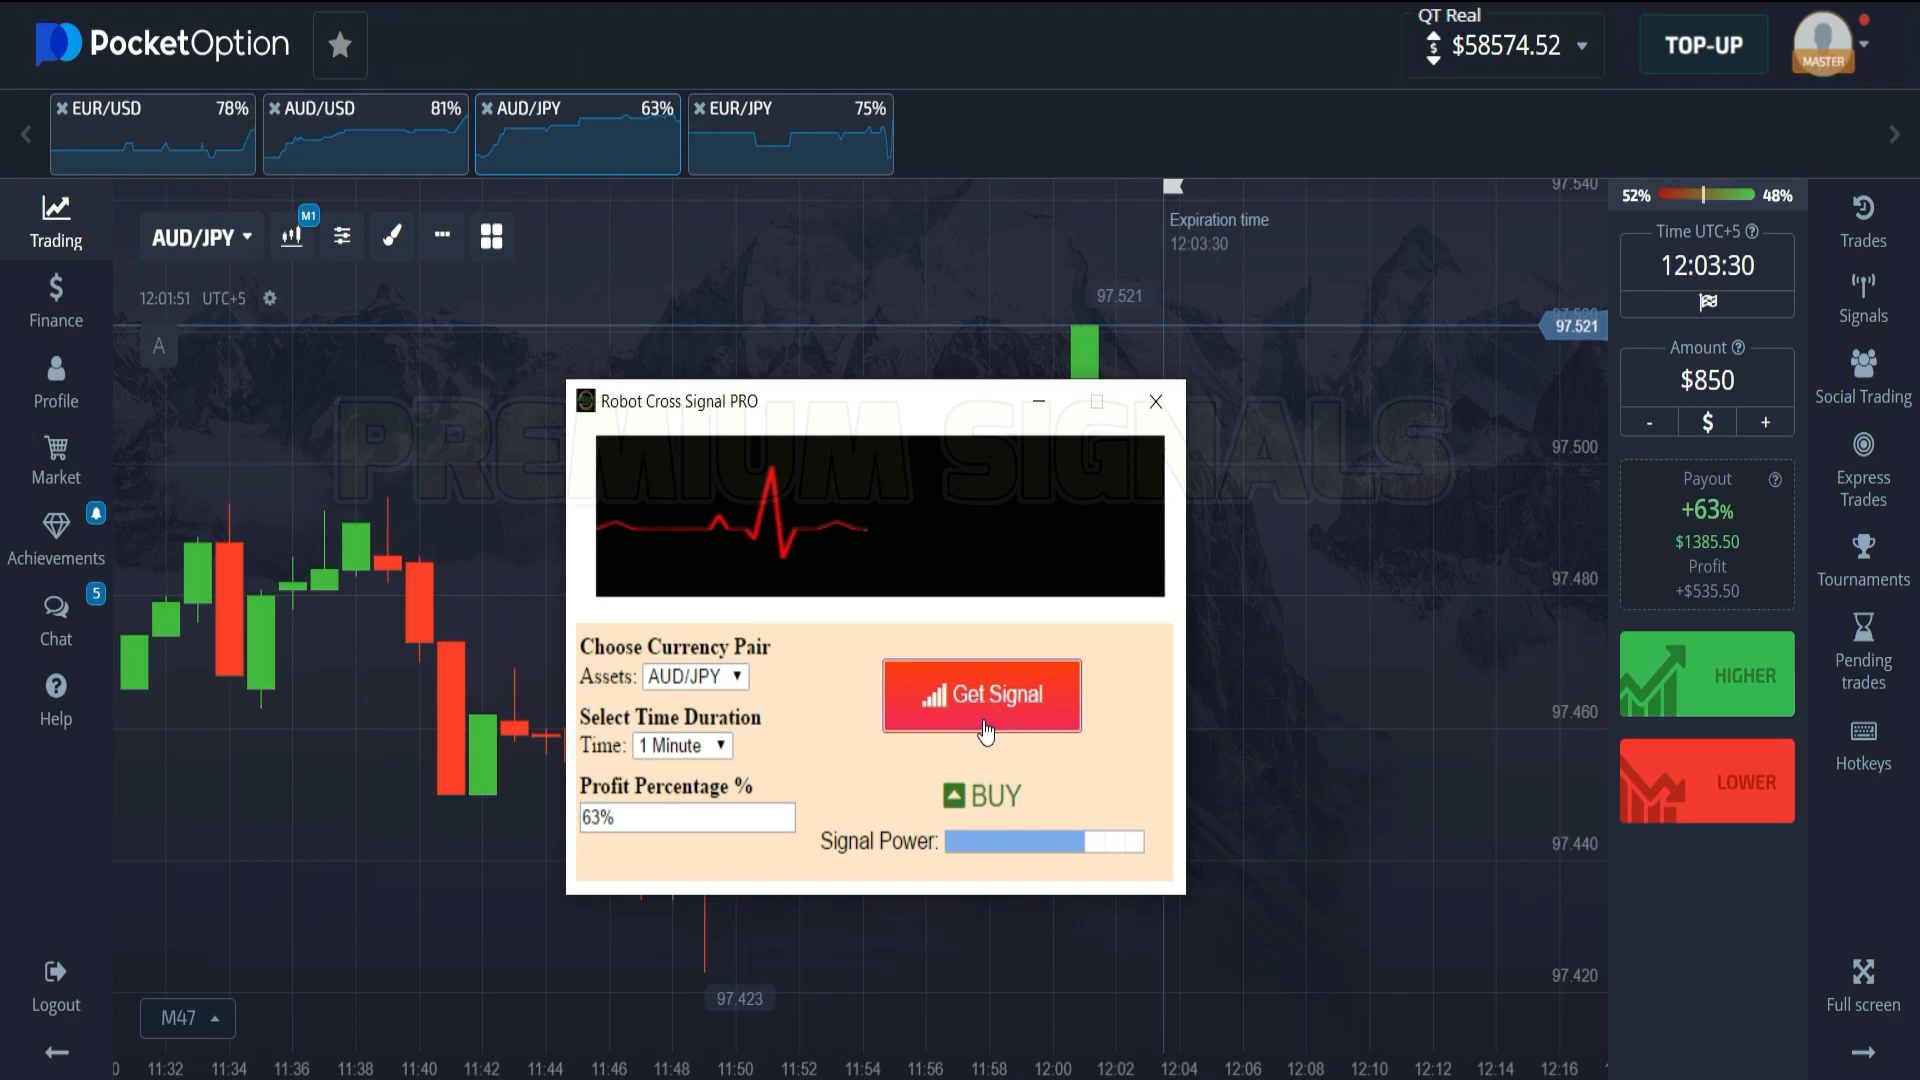 PocketOption
QT Real
$58574.52
TOP-UP
MASTER
EUR/USD 78%
AUD/USD 81%
AUD/JPY 63%
EUR/JPY 75%
Trading
Finance
Profile
Market
Achievements
5
Chat
Help
Logout
AUD/JPY
M1
12:01:51 UTC+5
A
Expiration time
12:03:30
97.521
97.540
97.521
97.500
97.480
97.460
97.440
97.420
PREMIUM SIGNALS
Robot Cross Signal PRO
Choose Currency Pair
Assets: AUD/JPY
Select Time Duration
Time: 1 Minute
Profit Percentage %
63%
Get Signal
BUY
Signal Power:
97.423
M47
11:32 11:34 11:36 11:38 11:40 11:42 11:44 11:46 11:48 11:50 11:52 11:54 11:56 11:58 12:00 12:02 12:04 12:06 12:08 12:10 12:12 12:14 12:16
52% 48%
Time UTC+5
12:03:30
Amount
$850
- $ +
Payout
+63%
$1385.50
Profit
+$535.50
HIGHER
LOWER
Trades
Signals
Social Trading
Express
Trades
Tournaments
Pending
trades
Hotkeys
Full screen